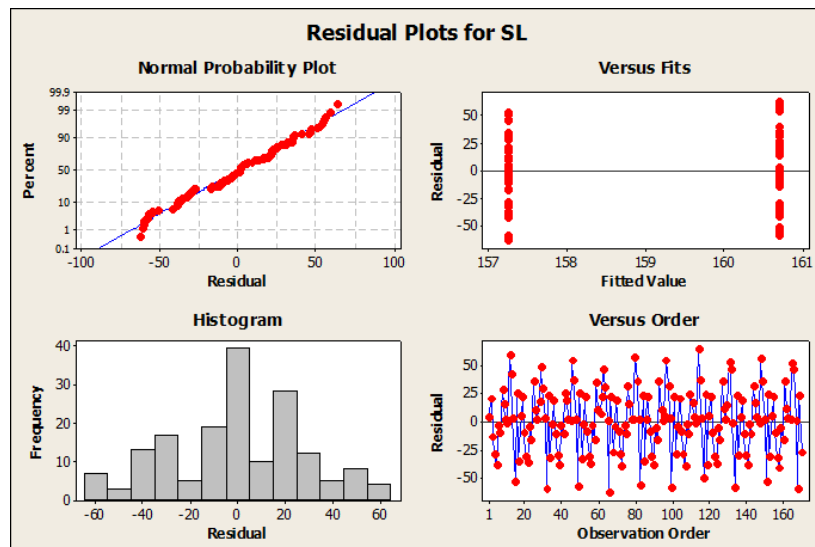 Residual Plots for SL
Normal Probability Plot
99.9
99
90
50
10
1
0.1
Percent
-100 -50 0 50 100
Residual
Versus Fits
50
25
0
-25
-50
Residual
157 158 159 160 161
Fitted Value
Histogram
40
30
20
10
0
Frequency
-60 -40 -20 0 20 40 60
Residual
Versus Order
50
25
0
-25
-50
Residual
1 20 40 60 80 100 120 140 160
Observation Order